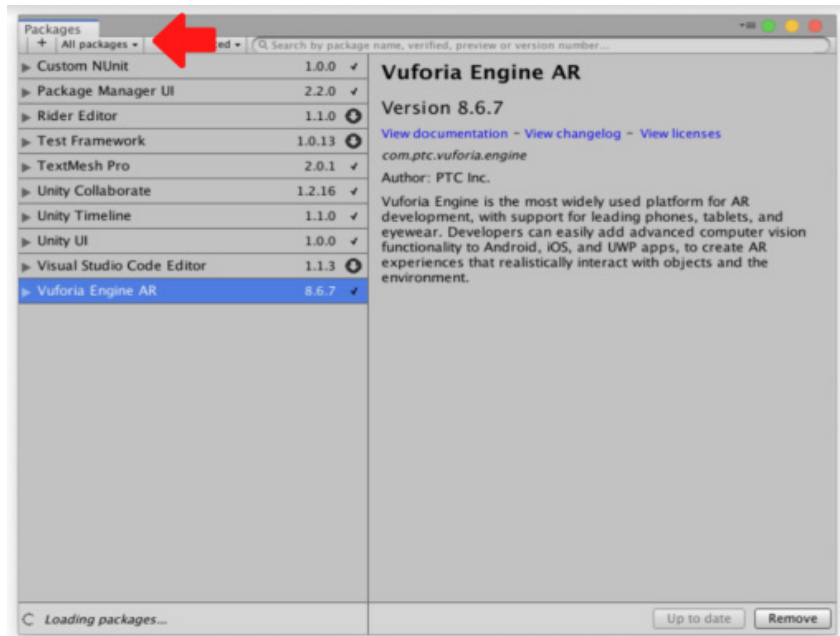 Packages
+ All packages ed
Search by package name, verified, preview or version number...
Custom NUnit 1.0.0
Package Manager UI 2.2.0
Rider Editor 1.1.0
Test Framework 1.0.13
TextMesh Pro 2.0.1
Unity Collaborate 1.2.16
Unity Timeline 1.1.0
Unity UI 1.0.0
Visual Studio Code Editor 1.1.3
Vuforia Engine AR 8.6.7
Loading packages...
Vuforia Engine AR
Version 8.6.7
View documentation - View changelog - View licenses
com.ptc.vuforia.engine
Author: PTC Inc.
Vuforia Engine is the most widely used platform for AR
development, with support for leading phones, tablets, and
eyewear. Developers can easily add advanced computer vision
functionality to Android, iOS, and UWP apps, to create AR
experiences that realistically interact with objects and the
environment.
Up to date Remove